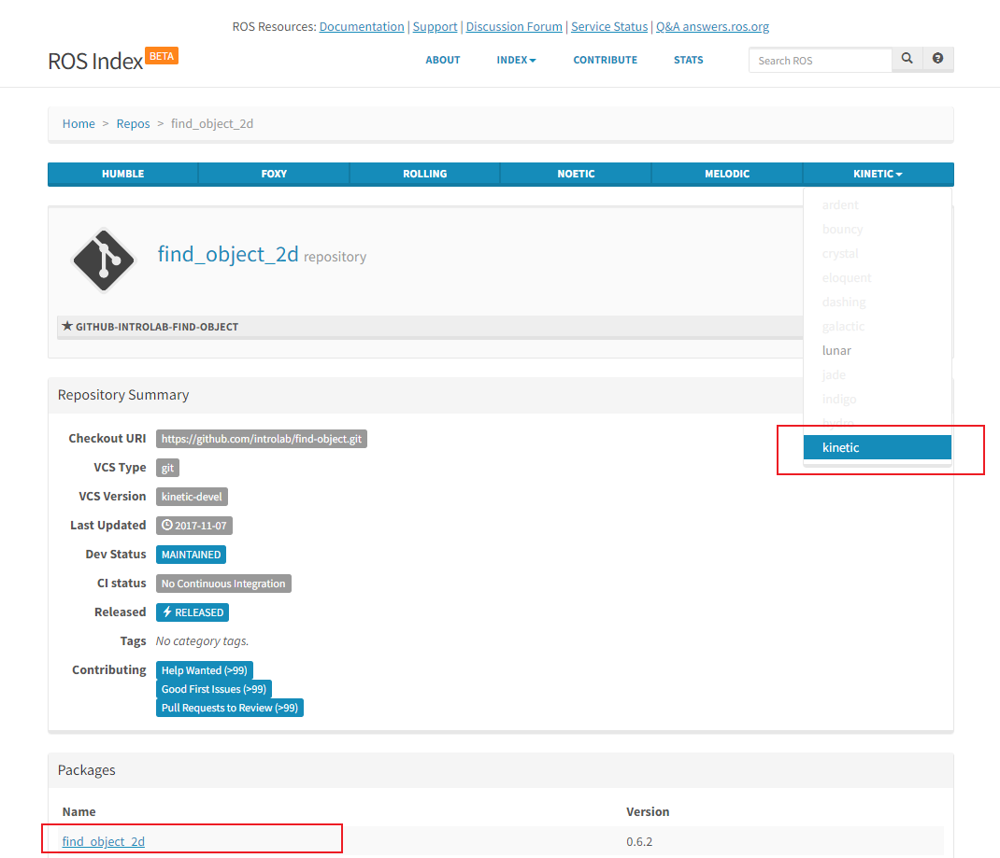 ROS Resources: Documentation | Support | Discussion Forum | Service Status | Q&A answers.ros.org
ROS Index BETA
ABOUT INDEX CONTRIBUTE STATS
Search ROS
Home > Repos > find_object_2d
HUMBLE FOXY ROLLING NOETIC MELODIC KINETIC
ardent
bouncy
crystal
eloquent
dashing
galactic
lunar
jade
indigo
hydro
kinetic
find_object_2d repository
GITHUB-INTROLAB-FIND-OBJECT
Repository Summary
Checkout URI https://github.com/introlab/find-object.git
VCS Type git
VCS Version kinetic-devel
Last Updated 2017-11-07
Dev Status MAINTAINED
CI status No Continuous Integration
Released RELEASED
Tags No category tags.
Contributing Help Wanted (>99)
Good First Issues (>99)
Pull Requests to Review (>99)
Packages
Name Version
find_object_2d 0.6.2